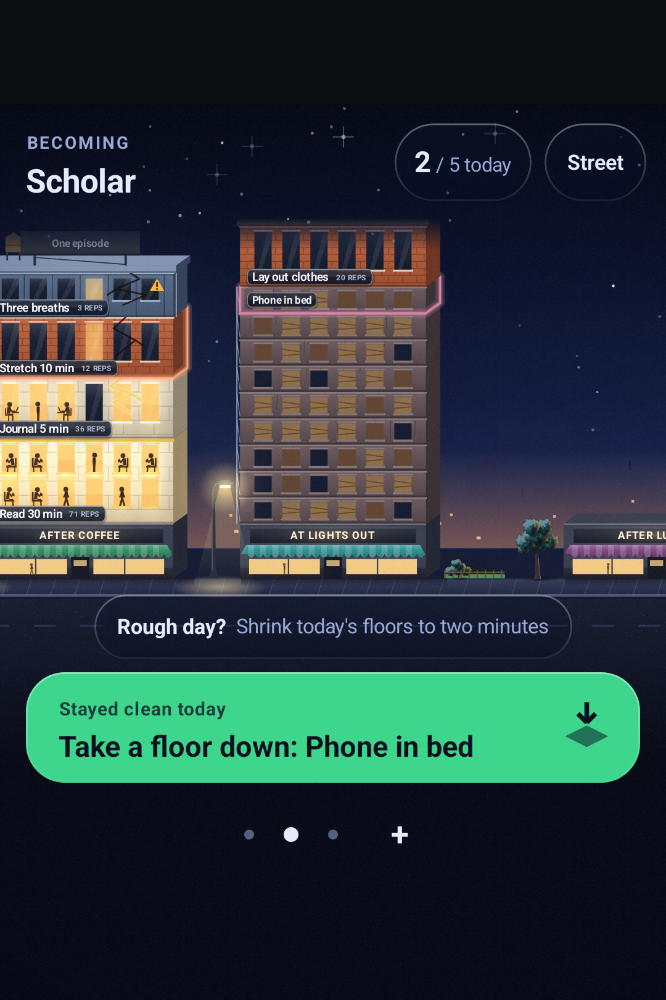 BECOMING
Scholar
2 / 5 today
Street
One episode
Three breaths 3 REPS
Stretch 10 min 12 REPS
Journal 5 min 36 REPS
Read 30 min 71 REPS
AFTER COFFEE
Lay out clothes 20 REPS
Phone in bed
AT LIGHTS OUT
AFTER LU
Rough day? Shrink today's floors to two minutes
Stayed clean today
Take a floor down: Phone in bed